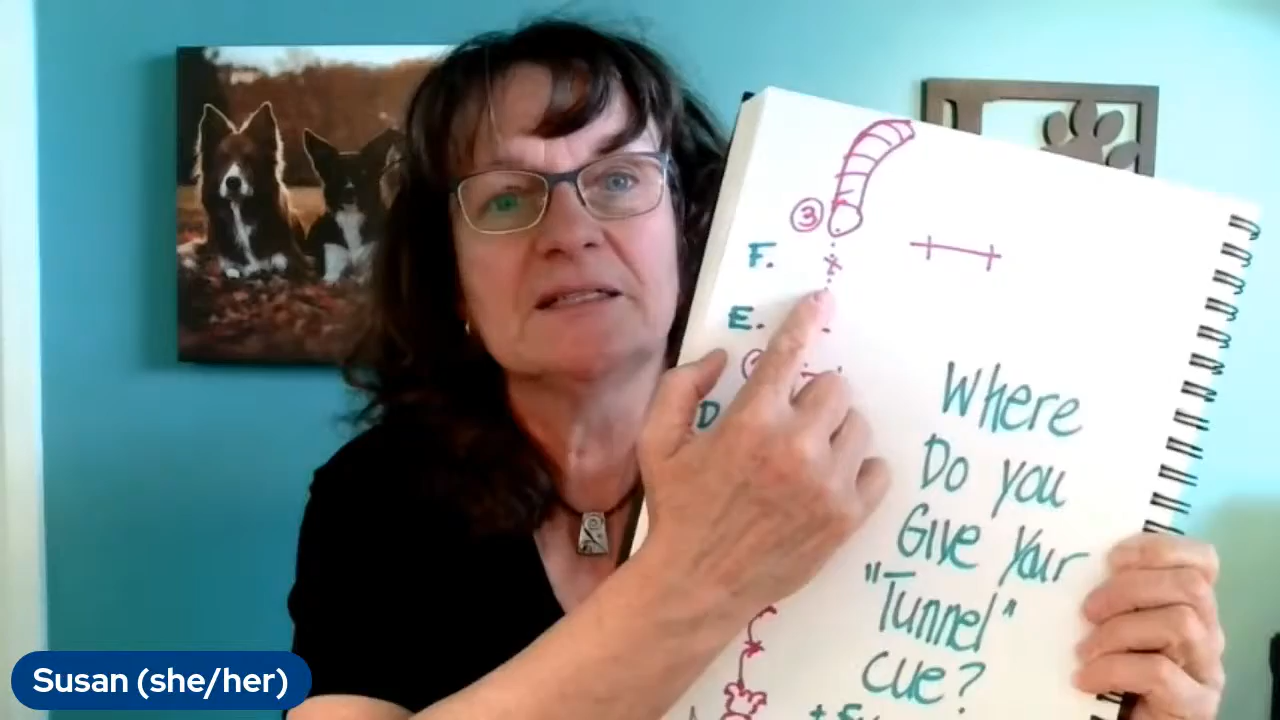 3
F.
E.
D
Where
Do you
Give Your
"Tunnel"
cue?
Susan (she/her)